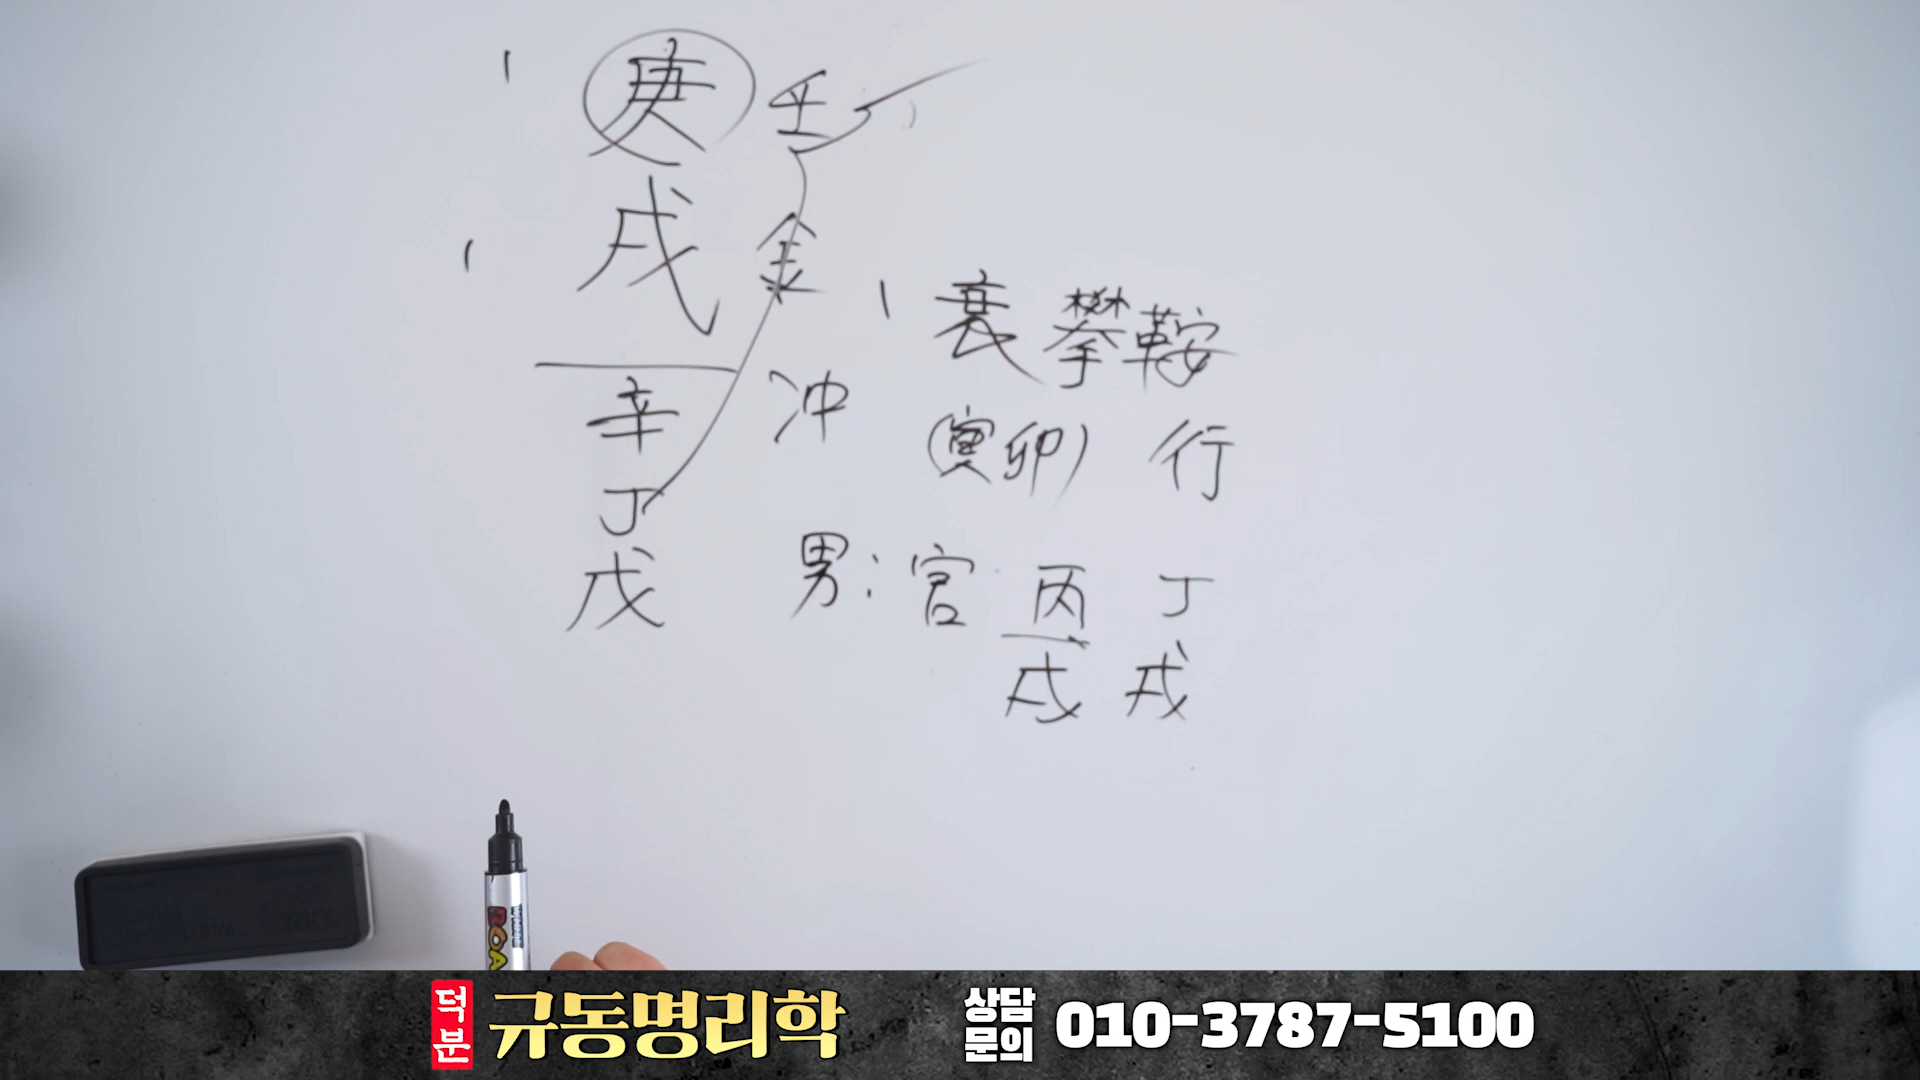 庚 壬
戌 金
衰 攀鞍
辛 冲
(寅卯) 行
丁
戊 男: 官 丙 丁
戌 戌
덕분 규동명리학 상담문의 010-3787-5100